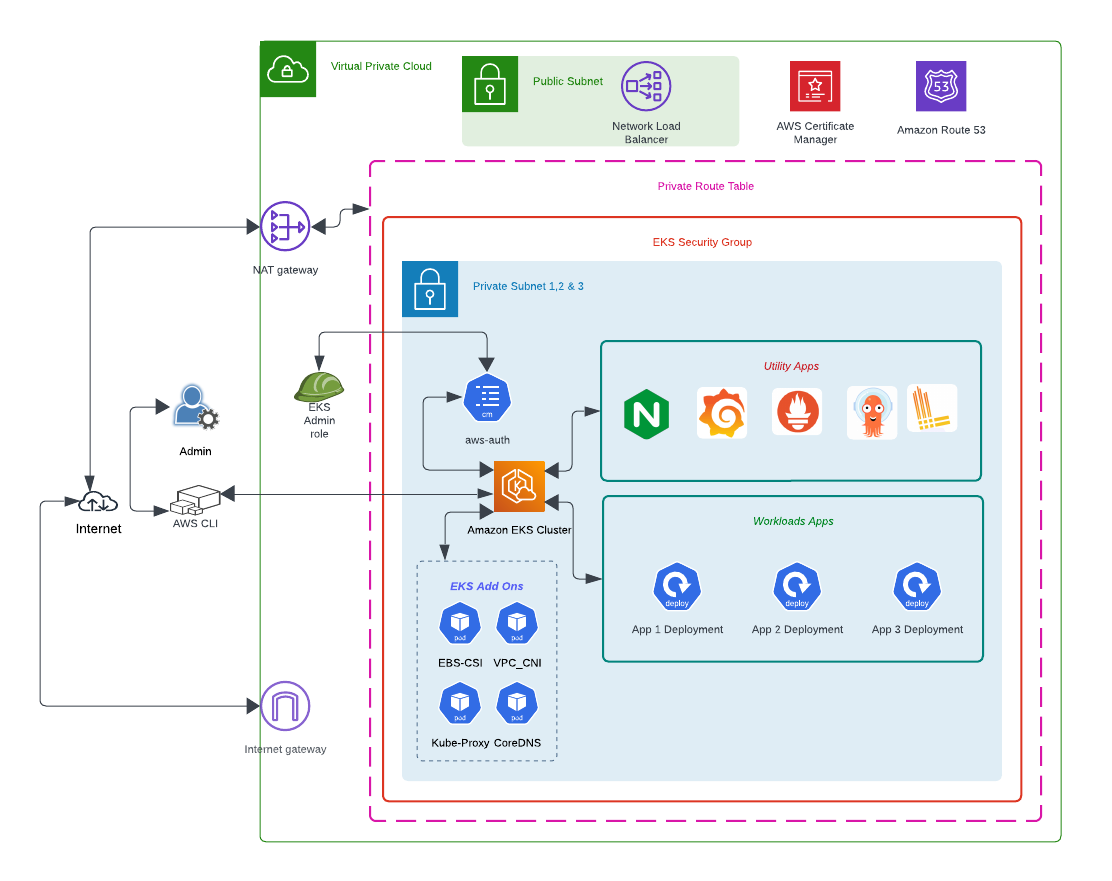 Virtual Private Cloud
Public Subnet
Network Load
Balancer
AWS Certificate
Manager
53
Amazon Route 53
Private Route Table
EKS Security Group
NAT gateway
Private Subnet 1,2 & 3
Utility Apps
EKS
Admin
role
cm
aws-auth
N
Admin
AWS CLI
Internet
K
Amazon EKS Cluster
Workloads Apps
EKS Add Ons
deploy
deploy
deploy
App 1 Deployment
App 2 Deployment
App 3 Deployment
pod
pod
EBS-CSI
VPC_CNI
pod
pod
Kube-Proxy
CoreDNS
Internet gateway